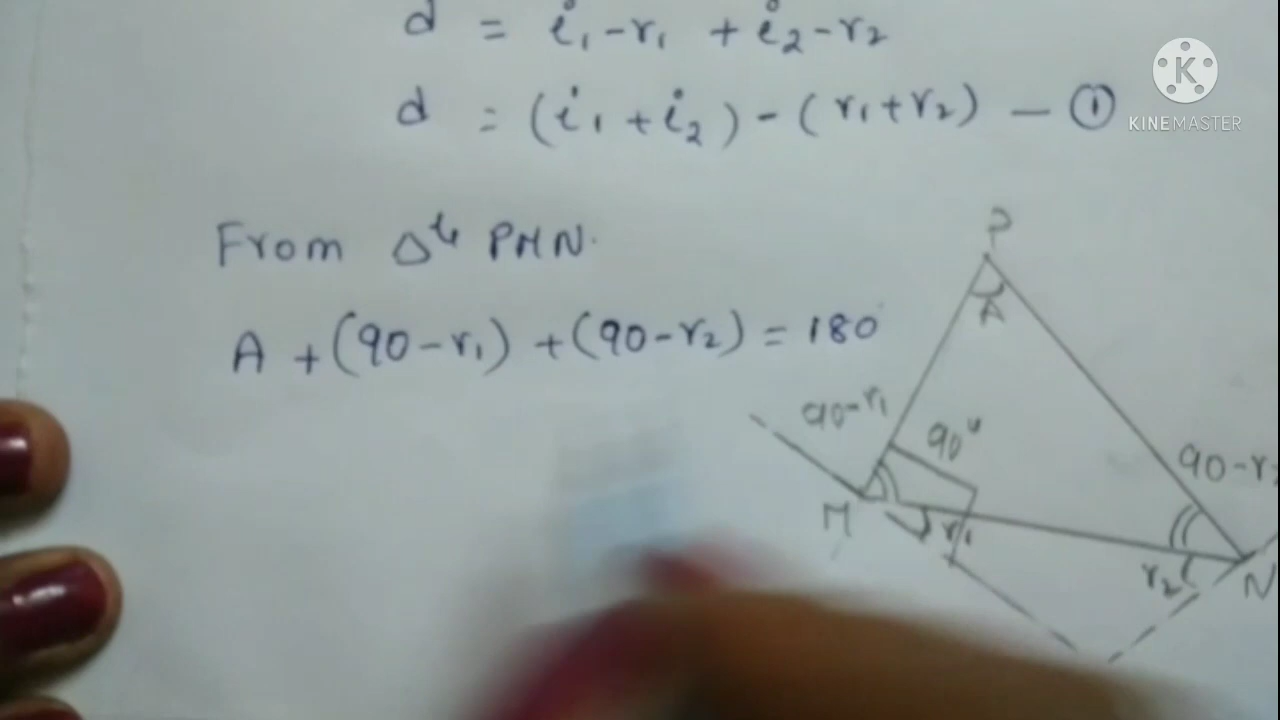 d = i₁-r₁ + i₂-r₂
d = (i₁ + i₂) - (r₁+r₂) — ①
K
KINEMASTER
From Δle PMN.
A + (90-r₁) + (90-r₂) = 180
P
A
90-r₁
90°
90-r₂
M
r₁
r₂
N